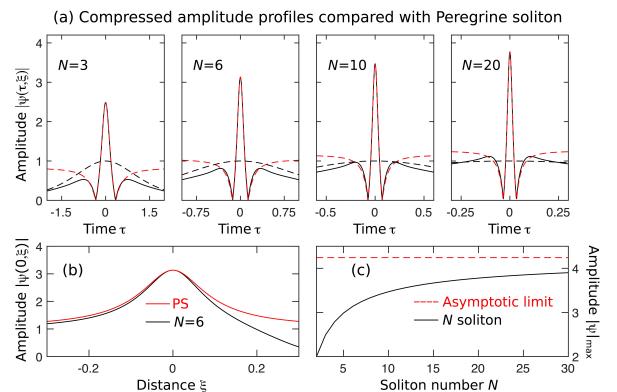 (a) Compressed amplitude profiles compared with Peregrine soliton
Amplitude |ψ(τ,ξ)|
4
3
2
1
0
N=3
N=6
N=10
N=20
-1.5 0 1.5
-0.75 0 0.75
-0.5 0 0.5
-0.25 0 0.25
Time τ
Time τ
Time τ
Time τ
Amplitude |ψ(0,ξ)|
4
3
2
1
0
(b)
PS
N=6
-0.2 0 0.2
Distance ξ
(c)
Asymptotic limit
N soliton
4
3
2
Amplitude |ψ|max
5 10 15 20 25 30
Soliton number N